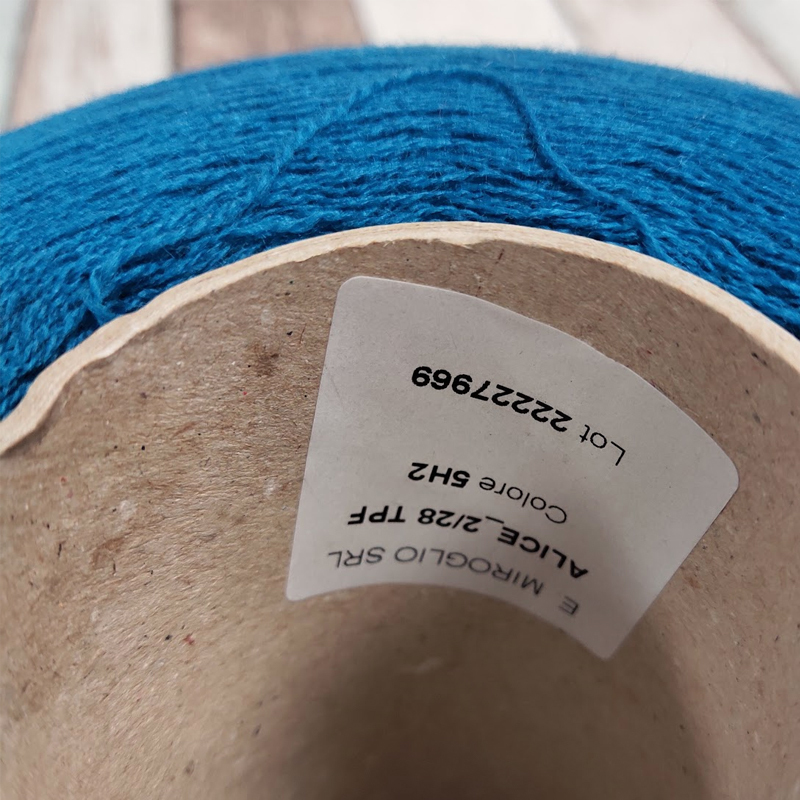 E MIROGLIO SRL
ALICE_2/28 TPF
Colore 5H2
Lot 22227969